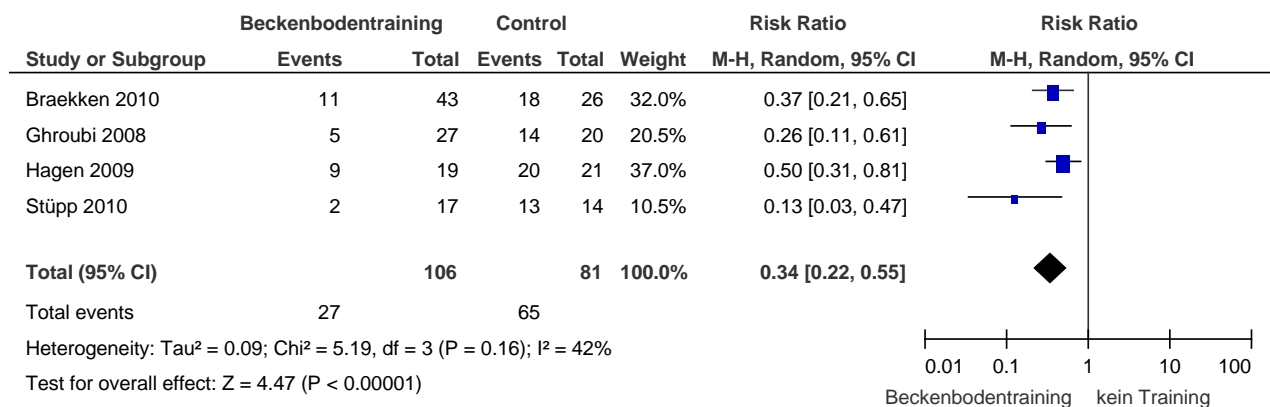 Beckenbodentraining Control Risk Ratio Risk Ratio
Study or Subgroup Events Total Events Total Weight M-H, Random, 95% CI M-H, Random, 95% CI
Braekken 2010 11 43 18 26 32.0% 0.37 [0.21, 0.65]
Ghroubi 2008 5 27 14 20 20.5% 0.26 [0.11, 0.61]
Hagen 2009 9 19 20 21 37.0% 0.50 [0.31, 0.81]
Stüpp 2010 2 17 13 14 10.5% 0.13 [0.03, 0.47]
Total (95% CI) 106 81 100.0% 0.34 [0.22, 0.55]
Total events 27 65
Heterogeneity: Tau² = 0.09; Chi² = 5.19, df = 3 (P = 0.16); I² = 42%
Test for overall effect: Z = 4.47 (P < 0.00001)
0.01 0.1 1 10 100
Beckenbodentraining kein Training